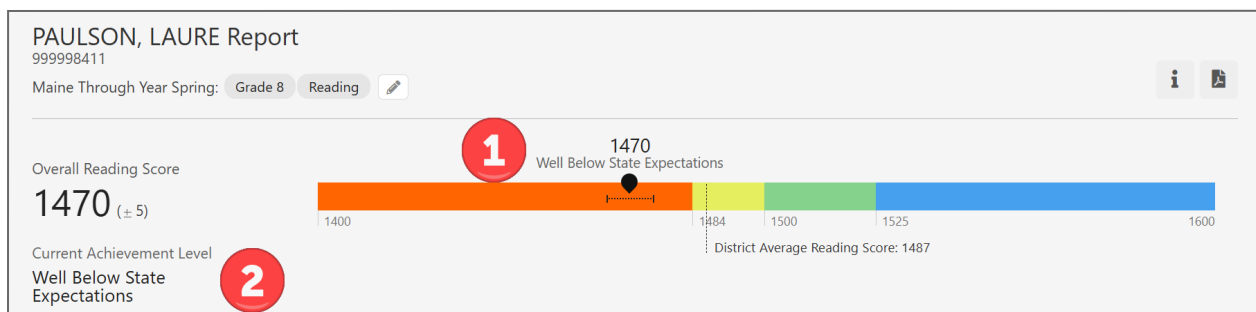 PAULSON, LAURE Report
999998411
Maine Through Year Spring: Grade 8 Reading
1
1470
Well Below State Expectations
Overall Reading Score
1470 (± 5)
1400 1484 1500 1525 1600
District Average Reading Score: 1487
Current Achievement Level
Well Below State
Expectations
2